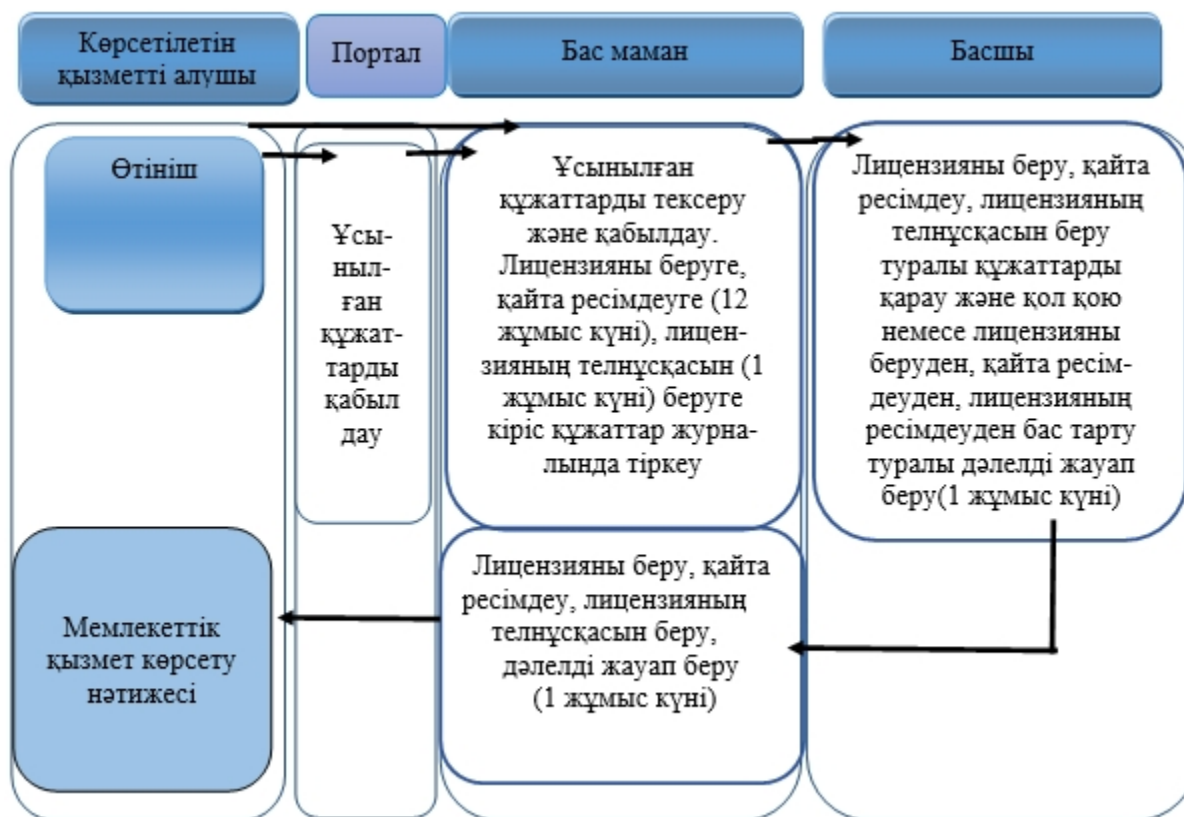 Көрсетілетін
қызметті алушы
Портал
Бас маман
Басшы
Өтініш
Ұсы-
ныл-
ған
құжат-
тарды
қабыл
дау
Ұсынылған
құжаттарды тексеру
және қабылдау.
Лицензияны беруге,
қайта ресімдеуге (12
жұмыс күні), лицен-
зияның телнұсқасын (1
жұмыс күні) беруге
кіріс құжаттар журна-
лында тіркеу
Лицензияны беру, қайта
ресімдеу, лицензияның
телнұсқасын беру
туралы құжаттарды
қарау және қол қою
немесе лицензияны
беруден, қайта ресім-
деуден, лицензияның
ресімдеуден бас тарту
туралы дәлелді жауап
беру(1 жұмыс күні)
Мемлекеттік
қызмет көрсету
нәтижесі
Лицензияны беру, қайта
ресімдеу, лицензияның
телнұсқасын беру,
дәлелді жауап беру
(1 жұмыс күні)